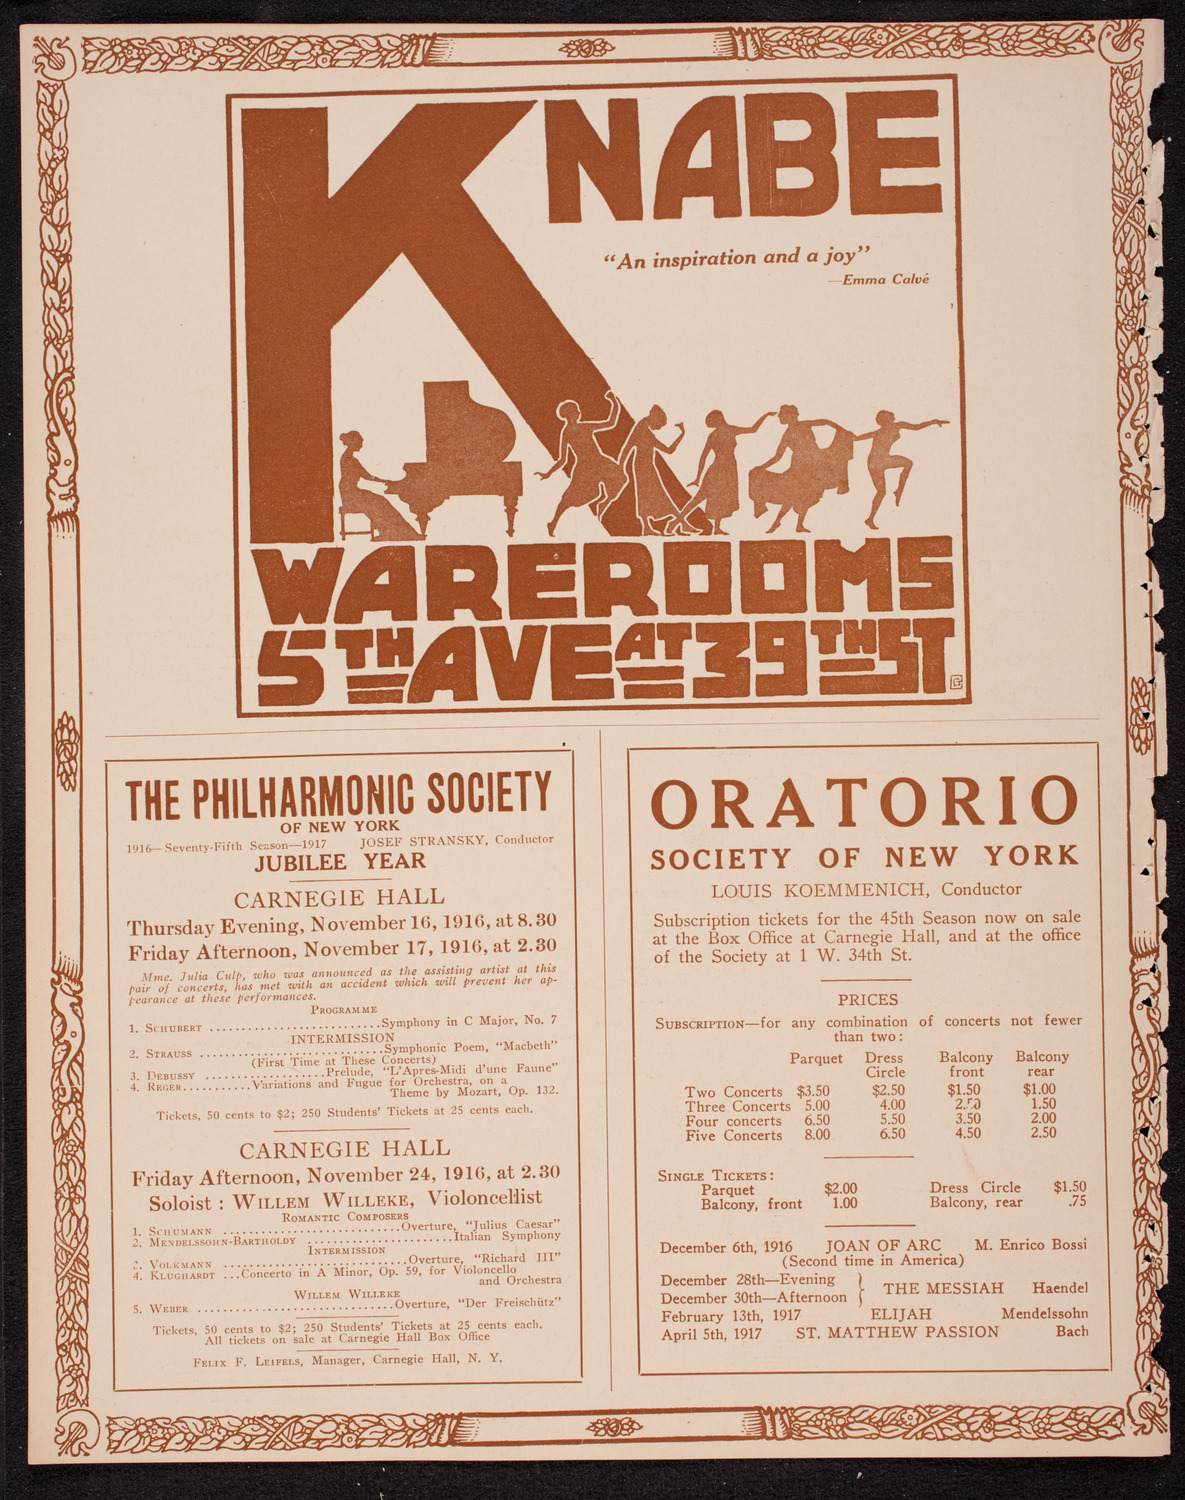 KNABE
“An inspiration and a joy”
—Emma Calvé
WAREROOMS
5TH AVE AT 39TH ST
THE PHILHARMONIC SOCIETY
OF NEW YORK
1916—Seventy-Fifth Season—1917 JOSEF STRANSKY, Conductor
JUBILEE YEAR
CARNEGIE HALL
Thursday Evening, November 16, 1916, at 8.30
Friday Afternoon, November 17, 1916, at 2.30
Mme. Julia Culp, who was announced as the assisting artist at this
pair of concerts, has met with an accident which will prevent her ap-
pearance at these performances.
PROGRAMME
1. SCHUBERT ............................Symphony in C Major, No. 7
INTERMISSION
2. STRAUSS ..............................Symphonic Poem, “Macbeth”
(First Time at These Concerts)
3. DEBUSSY ....................Prelude, “L’Apres-Midi d’une Faune”
4. REGER..........Variations and Fugue for Orchestra, on a
Theme by Mozart, Op. 132.
Tickets, 50 cents to $2; 250 Students’ Tickets at 25 cents each.
CARNEGIE HALL
Friday Afternoon, November 24, 1916, at 2.30
Soloist : WILLEM WILLEKE, Violoncellist
ROMANTIC COMPOSERS
1. SCHUMANN .............................Overture, “Julius Caesar”
2. MENDELSSOHN-BARTHOLDY ........................Italian Symphony
INTERMISSION
3. VOLKMANN ..............................Overture, “Richard III”
4. KLUGHARDT ...Concerto in A Minor, Op. 59, for Violoncello
and Orchestra
WILLEM WILLEKE
5. WEBER ................................Overture, “Der Freischütz”
Tickets, 50 cents to $2; 250 Students’ Tickets at 25 cents each.
All tickets on sale at Carnegie Hall Box Office
FELIX F. LEIFELS, Manager, Carnegie Hall, N. Y.
ORATORIO
SOCIETY OF NEW YORK
LOUIS KOEMMENICH, Conductor
Subscription tickets for the 45th Season now on sale
at the Box Office at Carnegie Hall, and at the office
of the Society at 1 W. 34th St.
PRICES
SUBSCRIPTION—for any combination of concerts not fewer
than two:
Parquet Dress Balcony Balcony
Circle front rear
Two Concerts $3.50 $2.50 $1.50 $1.00
Three Concerts 5.00 4.00 2.50 1.50
Four concerts 6.50 5.50 3.50 2.00
Five Concerts 8.00 6.50 4.50 2.50
SINGLE TICKETS:
Parquet $2.00 Dress Circle $1.50
Balcony, front 1.00 Balcony, rear .75
December 6th, 1916 JOAN OF ARC M. Enrico Bossi
(Second time in America)
December 28th—Evening
December 30th—Afternoon } THE MESSIAH Haendel
February 13th, 1917 ELIJAH Mendelssohn
April 5th, 1917 ST. MATTHEW PASSION Bach